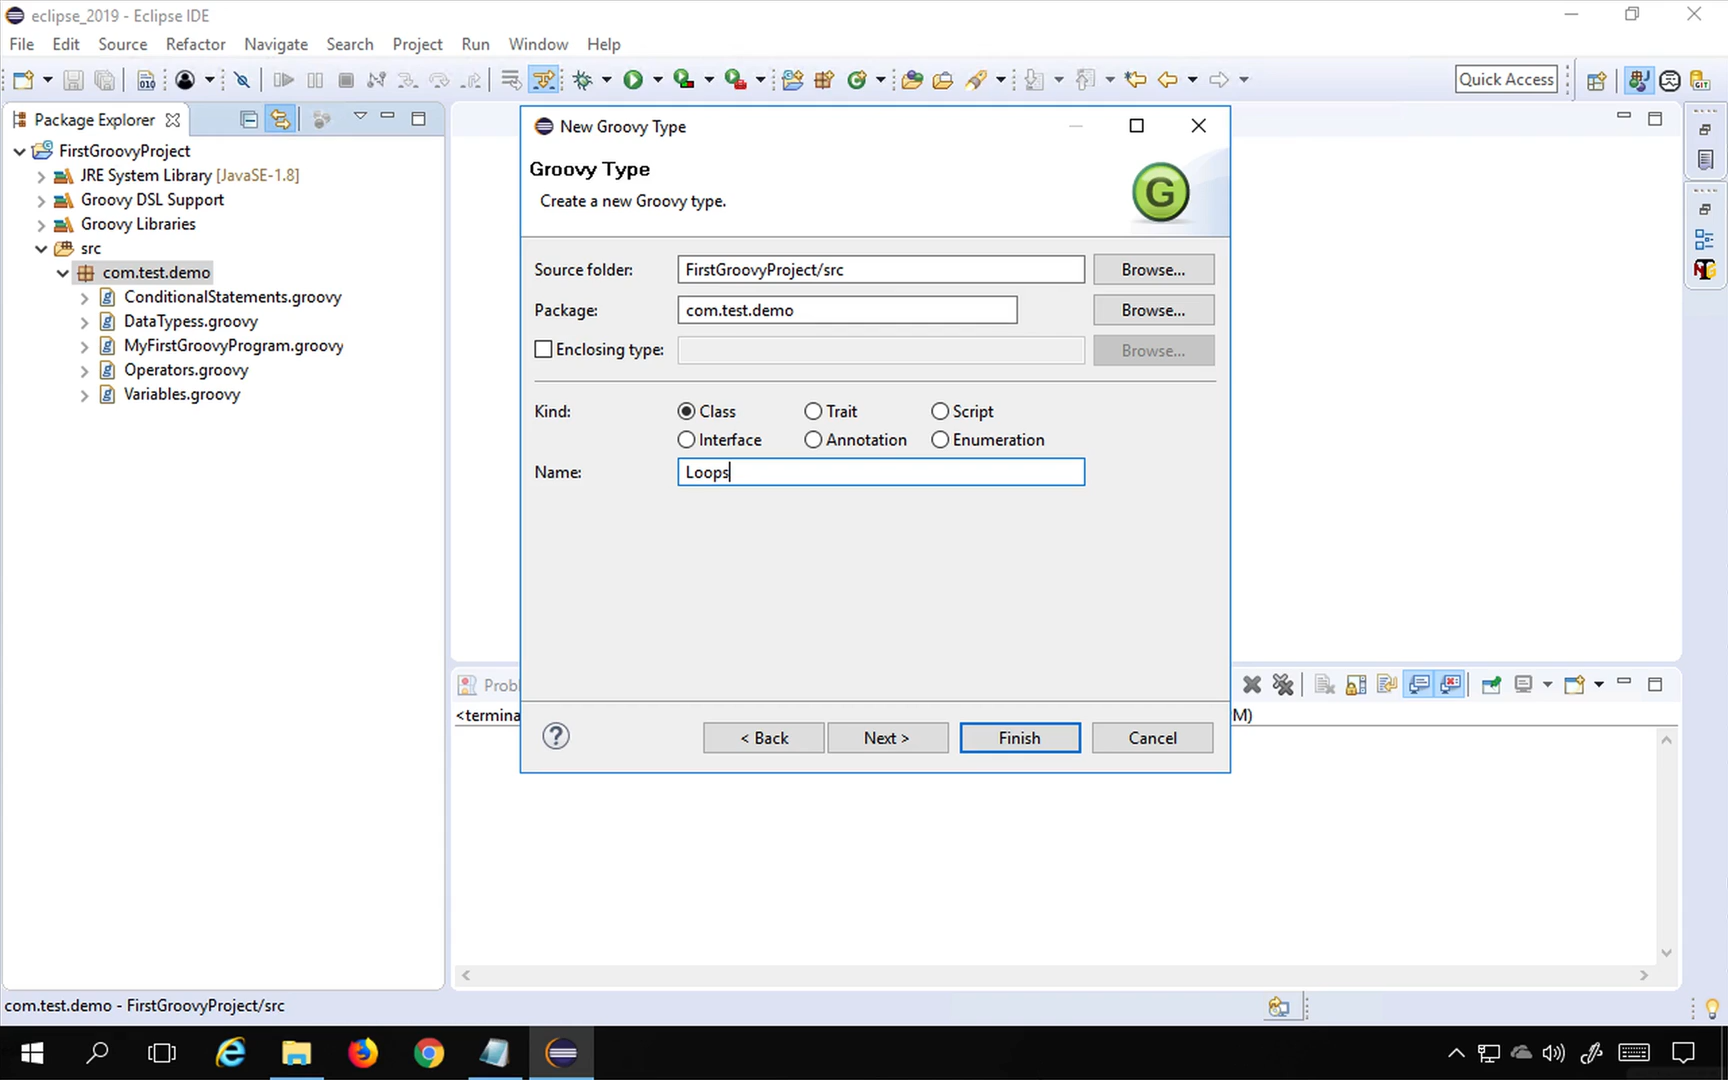 eclipse_2019 - Eclipse IDE
File Edit Source Refactor Navigate Search Project Run Window Help
010
Quick Access
GIT
Package Explorer
FirstGroovyProject
JRE System Library [JavaSE-1.8]
Groovy DSL Support
Groovy Libraries
src
com.test.demo
ConditionalStatements.groovy
DataTypess.groovy
MyFirstGroovyProgram.groovy
Operators.groovy
Variables.groovy
New Groovy Type
Groovy Type
Create a new Groovy type.
G
Source folder: FirstGroovyProject/src Browse...
Package: com.test.demo Browse...
Enclosing type: Browse...
Kind: Class Trait Script
Interface Annotation Enumeration
Name: Loops
< Back Next > Finish Cancel
Probl
<termina M)
com.test.demo - FirstGroovyProject/src